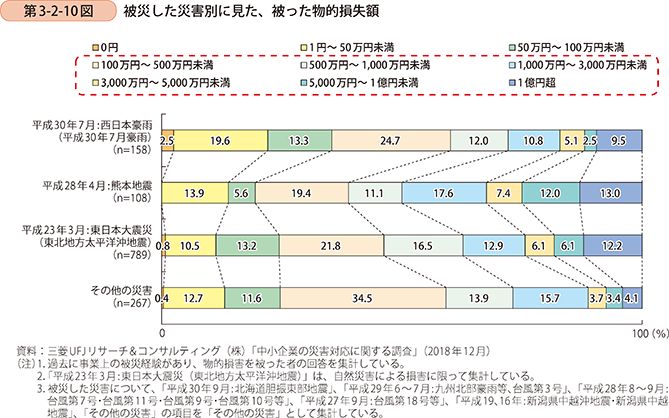 第3-2-10図 被災した災害別に見た、被った物的損失額
0円 1円～50万円未満 50万円～100万円未満
100万円～500万円未満 500万円～1,000万円未満 1,000万円～3,000万円未満
3,000万円～5,000万円未満 5,000万円～1億円未満 1億円超
平成30年7月：西日本豪雨
（平成30年7月豪雨）
(n=158)
2.5 19.6 13.3 24.7 12.0 10.8 5.1 2.5 9.5
平成28年4月：熊本地震
(n=108)
13.9 5.6 19.4 11.1 17.6 7.4 12.0 13.0
平成23年3月：東日本大震災
（東北地方太平洋沖地震）
(n=789)
0.8 10.5 13.2 21.8 16.5 12.9 6.1 6.1 12.2
その他の災害
(n=267)
0.4 12.7 11.6 34.5 13.9 15.7 3.7 3.4 4.1
0 100 (%)
資料：三菱UFJリサーチ＆コンサルティング（株）「中小企業の災害対応に関する調査」（2018年12月）
（注）1. 過去に事業上の被災経験があり、物的損害を被った者の回答を集計している。
2. 「平成23年3月：東日本大震災（東北地方太平洋沖地震）」は、自然災害による損害に限って集計している。
3. 被災した災害について、「平成30年9月：北海道胆振東部地震」、「平成29年6～7月：九州北部豪雨等、台風第3号」、「平成28年8～9月：
台風第7号・台風第11号・台風第9号・台風第10号等」、「平成27年9月：台風第18号等」、「平成19、16年：新潟県中越沖地震・新潟県中越
地震」、「その他の災害」の項目を「その他の災害」として集計している。